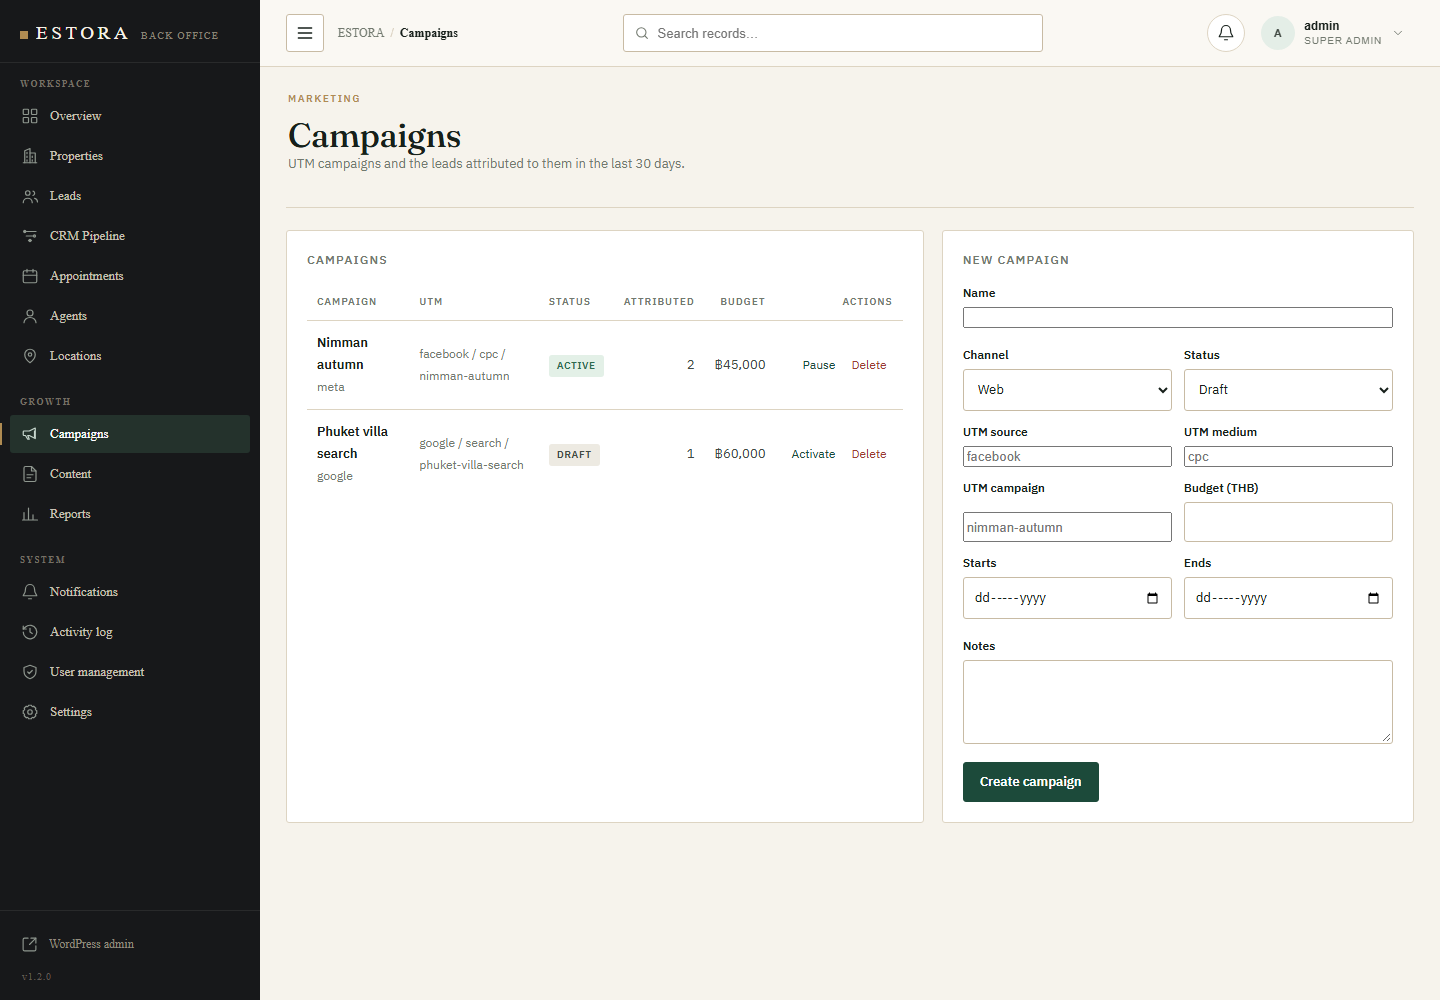 ESTORA BACK OFFICE
WORKSPACE
Overview
Properties
Leads
CRM Pipeline
Appointments
Agents
Locations
GROWTH
Campaigns
Content
Reports
SYSTEM
Notifications
Activity log
User management
Settings
WordPress admin
v1.2.0
ESTORA / Campaigns
Search records...
A
admin
SUPER ADMIN
MARKETING
Campaigns
UTM campaigns and the leads attributed to them in the last 30 days.
CAMPAIGNS
CAMPAIGN UTM STATUS ATTRIBUTED BUDGET ACTIONS
Nimman
autumn
meta
facebook / cpc /
nimman-autumn
ACTIVE
2
฿45,000
Pause Delete
Phuket villa
search
google
google / search /
phuket-villa-search
DRAFT
1
฿60,000
Activate Delete
NEW CAMPAIGN
Name
Channel Status
Web Draft
UTM source UTM medium
facebook cpc
UTM campaign Budget (THB)
nimman-autumn
Starts Ends
dd-----yyyy dd-----yyyy
Notes
Create campaign